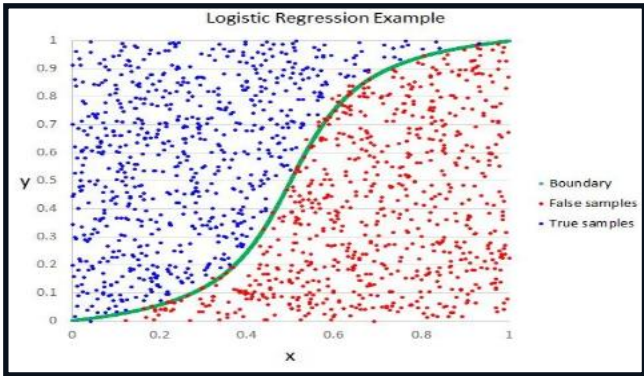 Logistic Regression Example
1
0.9
0.8
0.7
0.6
0.5
0.4
0.3
0.2
0.1
0
y
0 0.2 0.4 0.6 0.8 1
x
Boundary
False samples
True samples